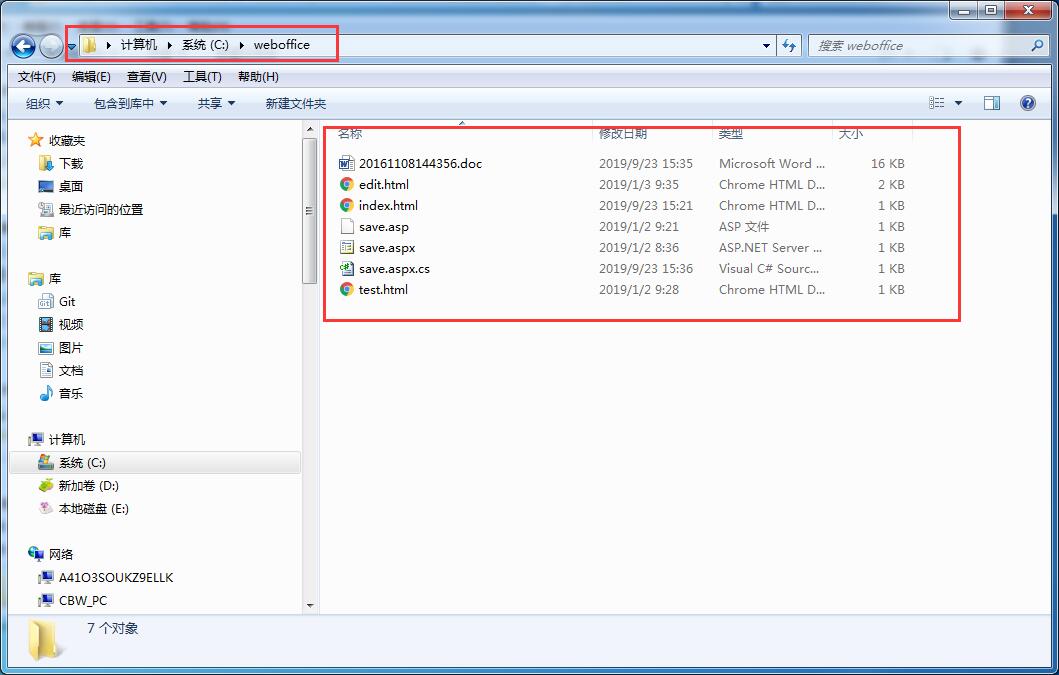 计算机 系统 (C:) weboffice
搜索 weboffice
文件(F) 编辑(E) 查看(V) 工具(T) 帮助(H)
组织 包含到库中 共享 新建文件夹
收藏夹
下载
桌面
最近访问的位置
库
库
Git
视频
图片
文档
音乐
计算机
系统 (C:)
新加卷 (D:)
本地磁盘 (E:)
网络
A41O3SOUKZ9ELLK
CBW_PC
名称 修改日期 类型 大小
20161108144356.doc 2019/9/23 15:35 Microsoft Word ... 16 KB
edit.html 2019/1/3 9:35 Chrome HTML D... 2 KB
index.html 2019/9/23 15:21 Chrome HTML D... 1 KB
save.asp 2019/1/2 9:21 ASP 文件 1 KB
save.aspx 2019/1/2 8:36 ASP.NET Server ... 1 KB
save.aspx.cs 2019/9/23 15:36 Visual C# Sourc... 1 KB
test.html 2019/1/2 9:28 Chrome HTML D... 1 KB
7 个对象